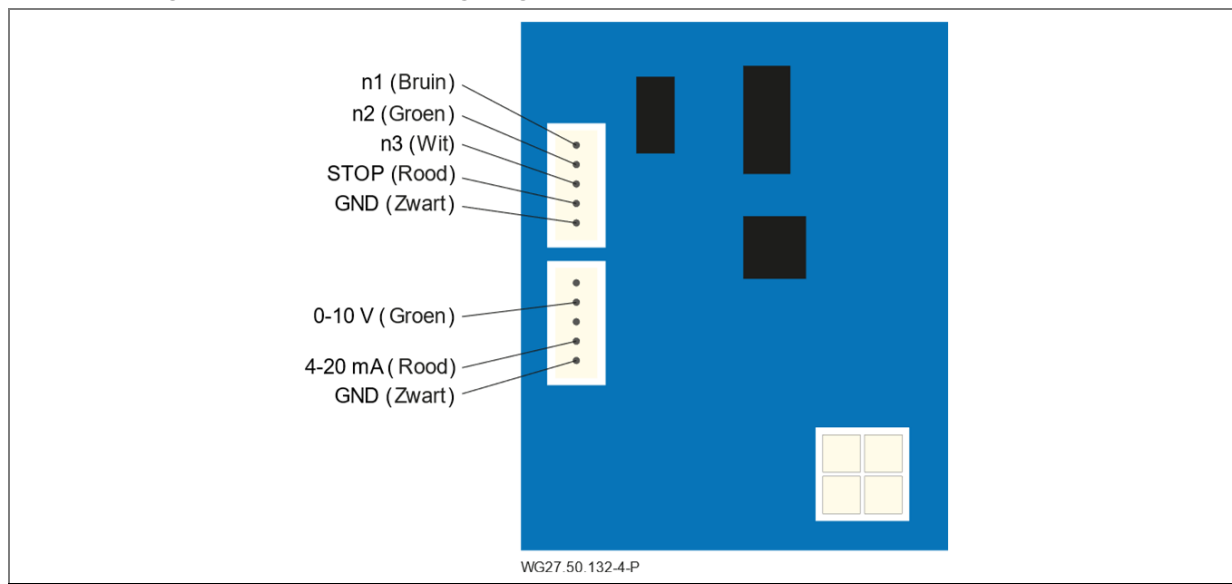 n1 (Bruin)
n2 (Groen)
n3 (Wit)
STOP (Rood)
GND (Zwart)
0-10 V (Groen)
4-20 mA (Rood)
GND (Zwart)
WG27.50.132-4-P